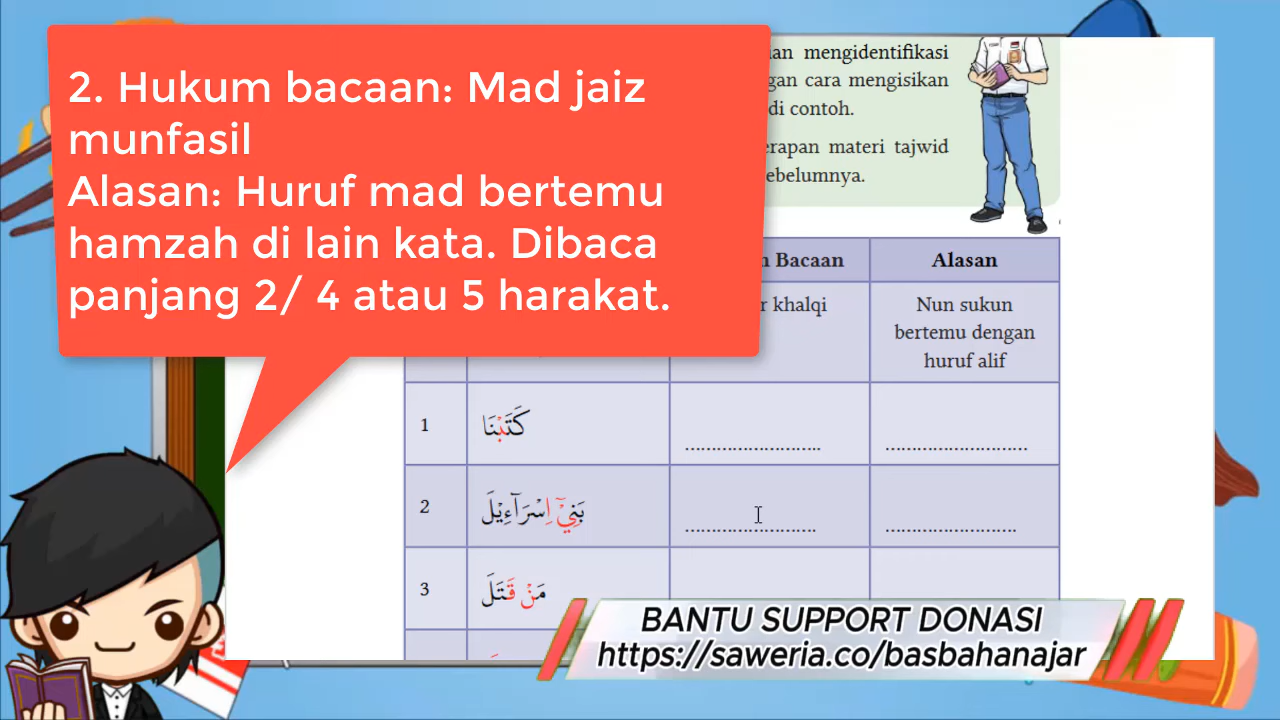 2. Hukum bacaan: Mad jaiz
munfasil
Alasan: Huruf mad bertemu
hamzah di lain kata. Dibaca
panjang 2/ 4 atau 5 harakat.
an mengidentifikasi
gan cara mengisikan
di contoh.
erapan materi tajwid
ebelumnya.
Bacaan Alasan
r khalqi Nun sukun
bertemu dengan
huruf alif
1 كَتَبْنَا ............................ ............................
2 بَنِيْٓ اِسْرَآءِيْلَ ............................ ............................
3 مَنْ قَتَلَ
BANTU SUPPORT DONASI
https://saweria.co/basbahanajar